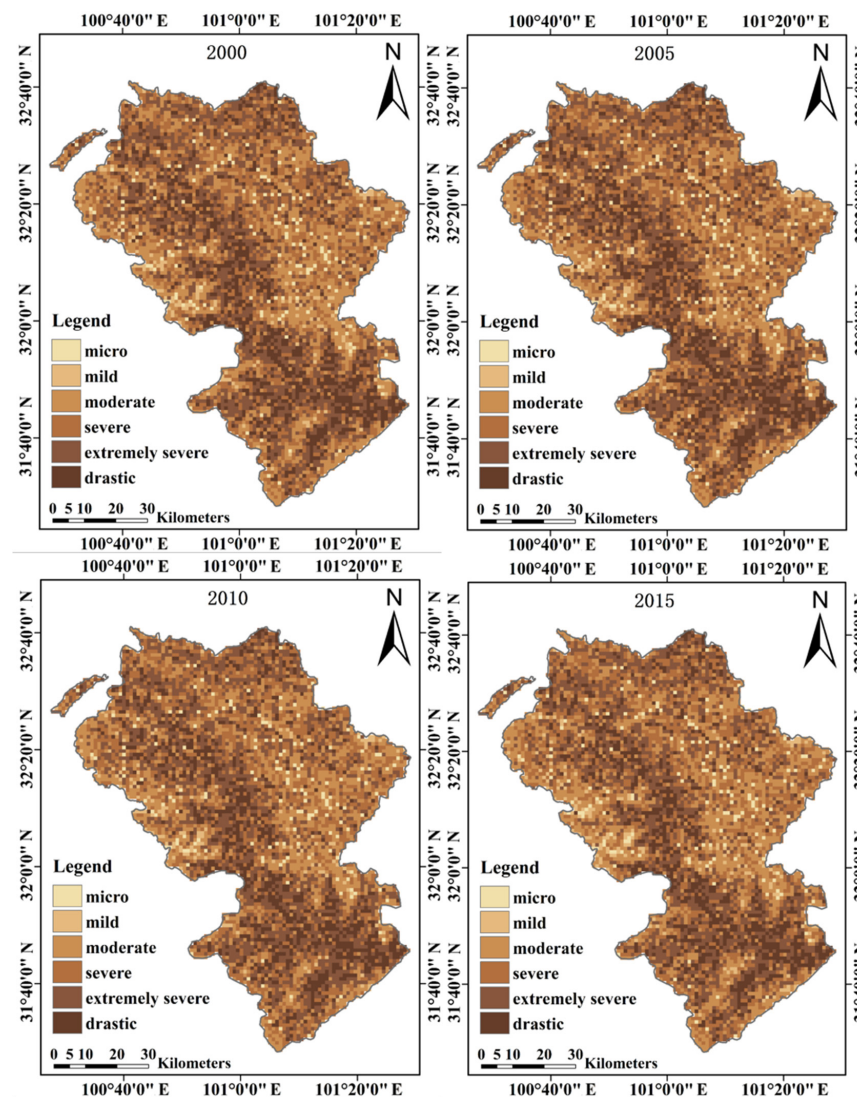 100°40'0" E 101°0'0" E 101°20'0" E
100°40'0" E 101°0'0" E 101°20'0" E
2000
N
32°40'0" N
32°20'0" N
32°0'0" N
31°40'0" N
Legend
micro
mild
moderate
severe
extremely severe
drastic
0 5 10 20 30
Kilometers
100°40'0" E 101°0'0" E 101°20'0" E
2005
N
32°40'0" N
32°20'0" N
32°0'0" N
31°40'0" N
Legend
micro
mild
moderate
severe
extremely severe
drastic
0 5 10 20 30
Kilometers
100°40'0" E 101°0'0" E 101°20'0" E
100°40'0" E 101°0'0" E 101°20'0" E
100°40'0" E 101°0'0" E 101°20'0" E
2010
N
32°40'0" N
32°20'0" N
32°0'0" N
31°40'0" N
Legend
micro
mild
moderate
severe
extremely severe
drastic
0 5 10 20 30
Kilometers
100°40'0" E 101°0'0" E 101°20'0" E
2015
N
32°40'0" N
32°20'0" N
32°0'0" N
31°40'0" N
Legend
micro
mild
moderate
severe
extremely severe
drastic
0 5 10 20 30
Kilometers
100°40'0" E 101°0'0" E 101°20'0" E